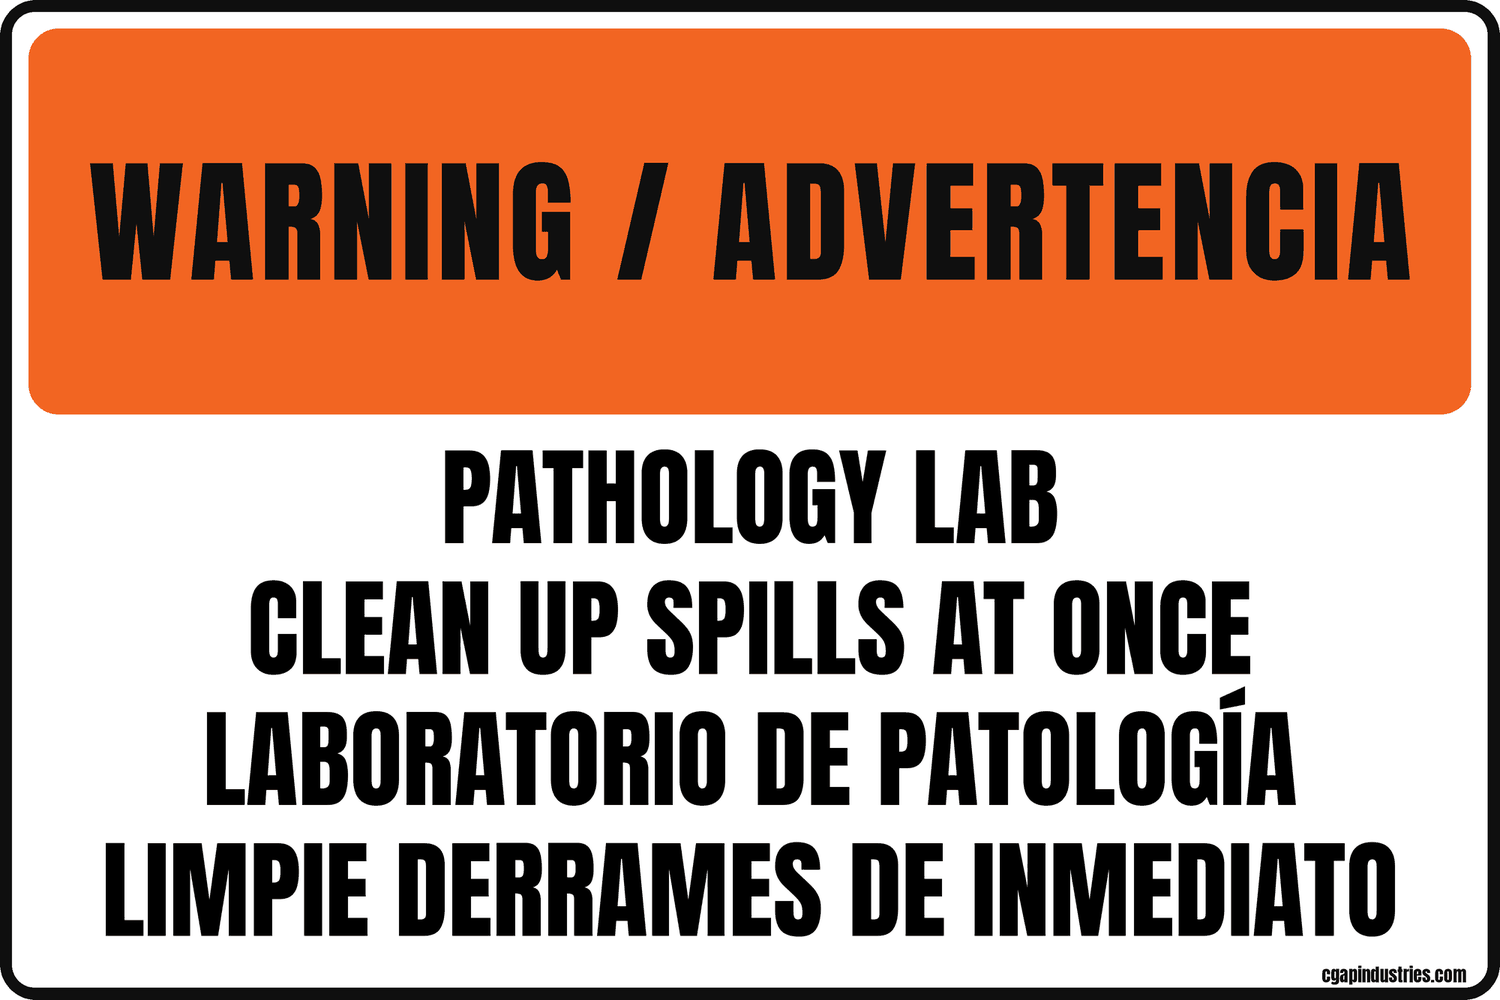 WARNING / ADVERTENCIA
PATHOLOGY LAB
CLEAN UP SPILLS AT ONCE
LABORATORIO DE PATOLOGÍA
LIMPIE DERRAMES DE INMEDIATO
cgapindustries.com